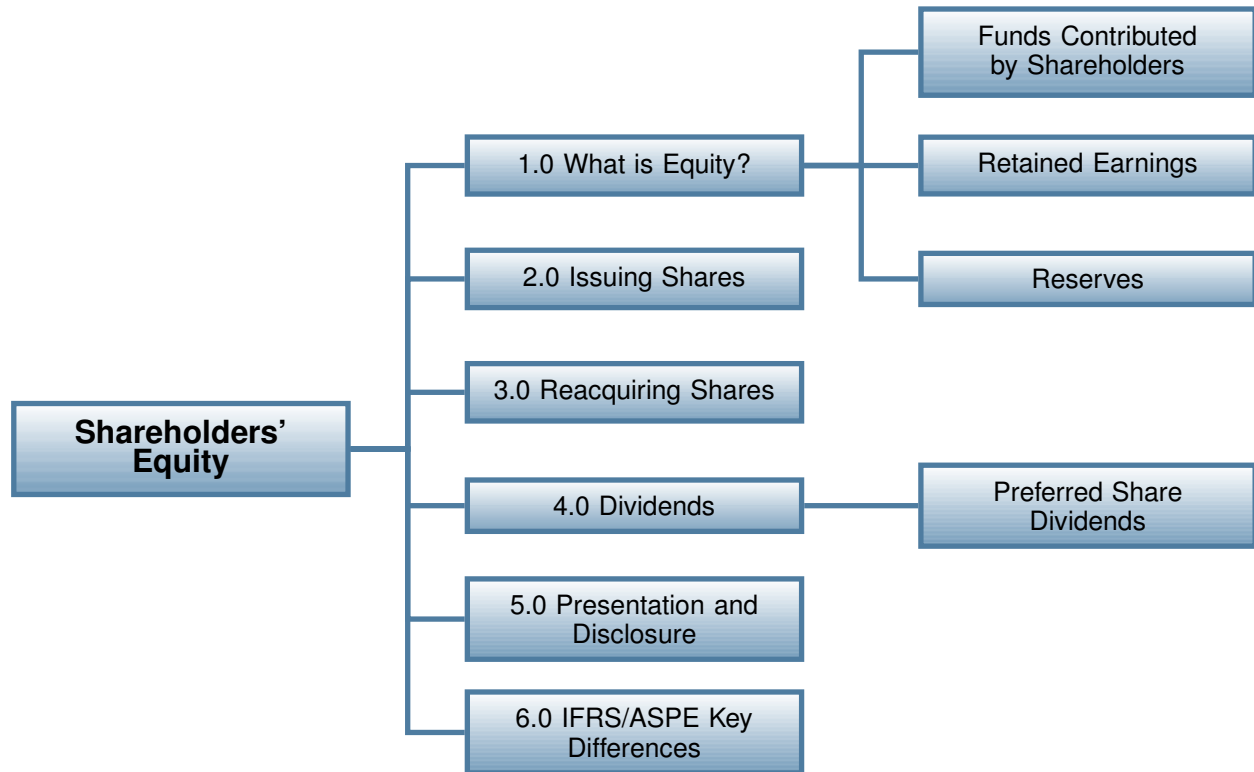 Shareholders’
Equity
1.0 What is Equity?
Funds Contributed
by Shareholders
Retained Earnings
Reserves
2.0 Issuing Shares
3.0 Reacquiring Shares
4.0 Dividends
Preferred Share
Dividends
5.0 Presentation and
Disclosure
6.0 IFRS/ASPE Key
Differences